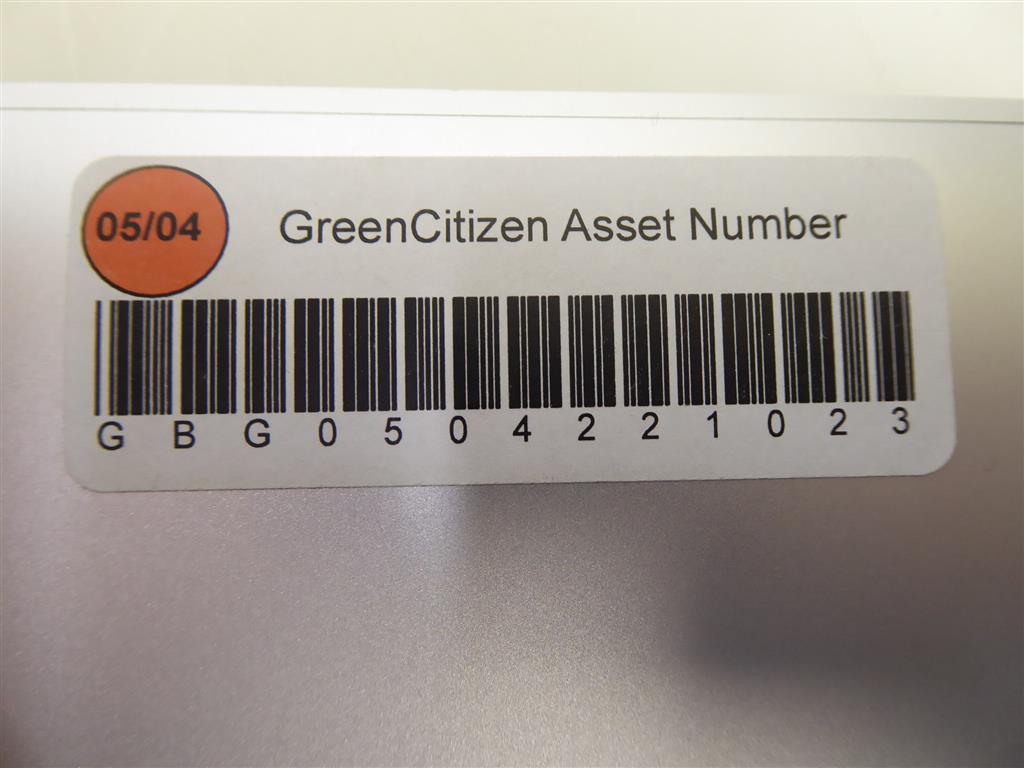 05/04
GreenCitizen Asset Number
G B G 0 5 0 4 2 2 1 0 2 3